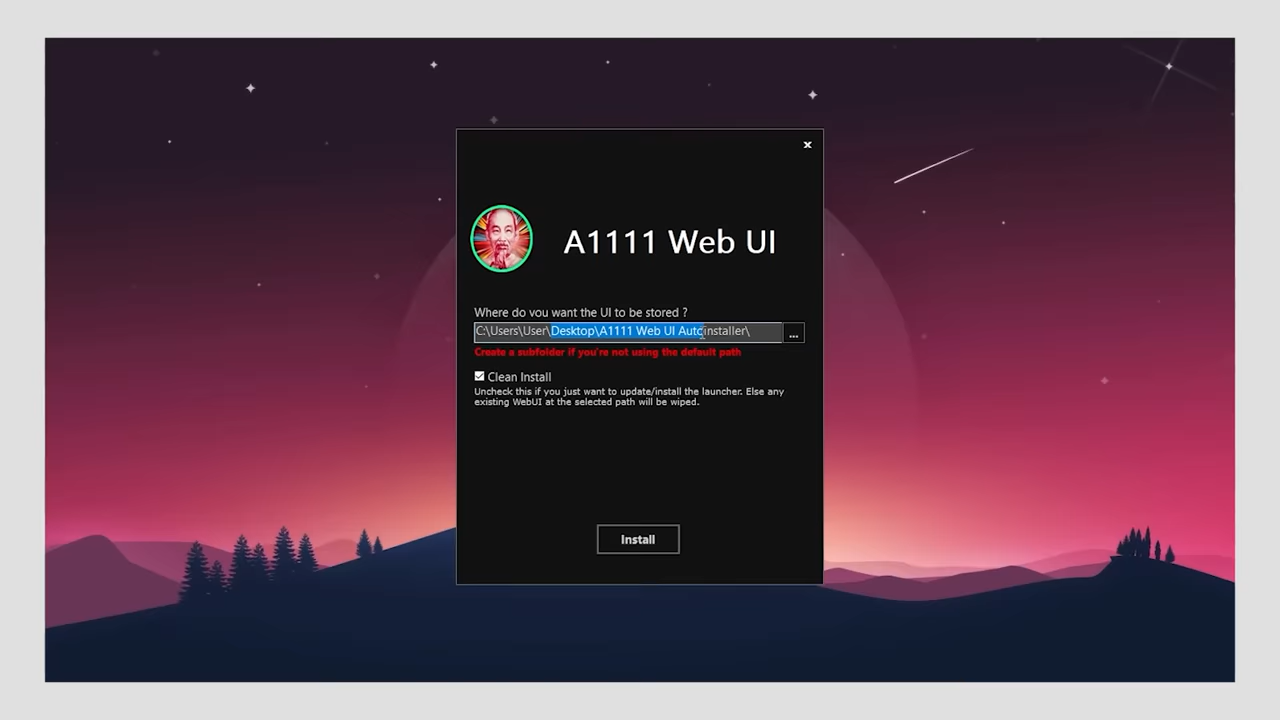 A1111 Web UI
Where do you want the UI to be stored ?
C:\Users\User\Desktop\A1111 Web UI Autoinstaller\
...
Create a subfolder if you're not using the default path
Clean Install
Uncheck this if you just want to update/install the launcher. Else any
existing WebUI at the selected path will be wiped.
Install